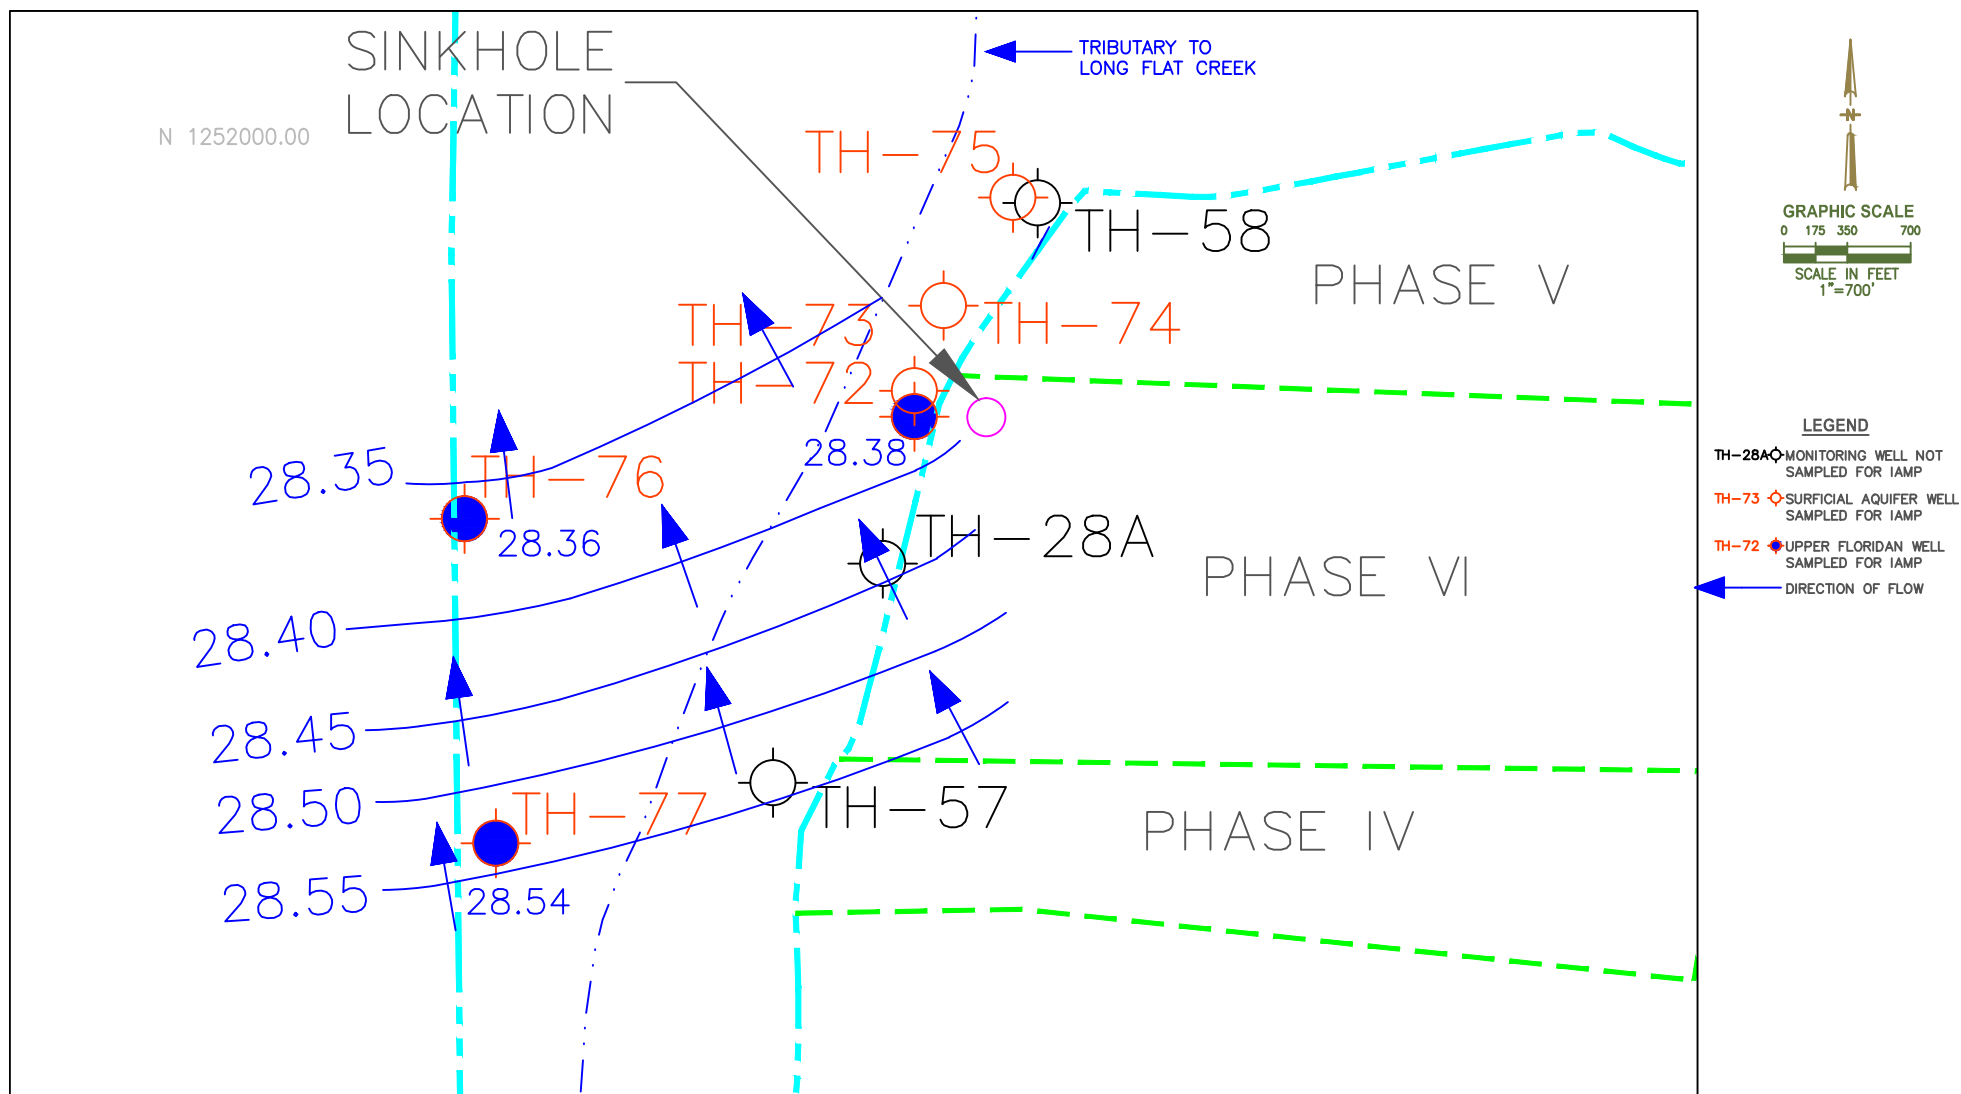 SINKHOLE
LOCATION
TRIBUTARY TO
LONG FLAT CREEK
N 1252000.00
TH-75
TH-58
PHASE V
TH-73
TH-74
TH-72
28.38
28.35
TH-76
28.36
TH-28A
PHASE VI
28.40
28.45
28.50
TH-77
TH-57
PHASE IV
28.55
28.54
N
GRAPHIC SCALE
0 175 350 700
SCALE IN FEET
1"=700'
LEGEND
TH-28A MONITORING WELL NOT
SAMPLED FOR IAMP
TH-73 SURFICIAL AQUIFER WELL
SAMPLED FOR IAMP
TH-72 UPPER FLORIDAN WELL
SAMPLED FOR IAMP
DIRECTION OF FLOW